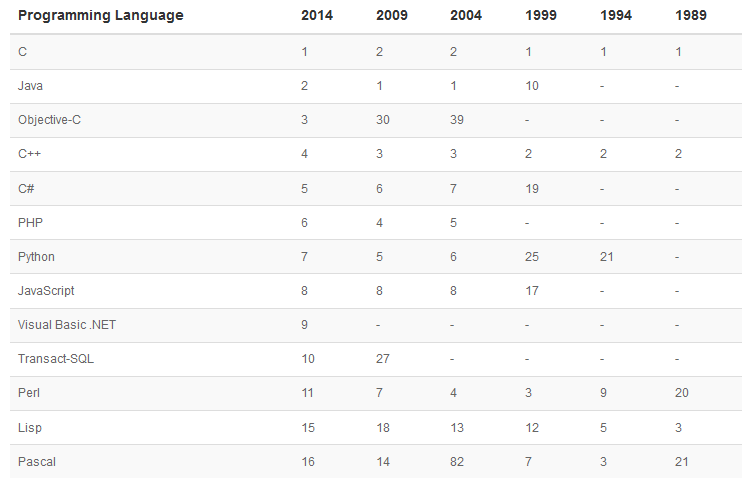 Programming Language 2014 2009 2004 1999 1994 1989
C 1 2 2 1 1 1
Java 2 1 1 10 - -
Objective-C 3 30 39 - - -
C++ 4 3 3 2 2 2
C# 5 6 7 19 - -
PHP 6 4 5 - - -
Python 7 5 6 25 21 -
JavaScript 8 8 8 17 - -
Visual Basic .NET 9 - - - - -
Transact-SQL 10 27 - - - -
Perl 11 7 4 3 9 20
Lisp 15 18 13 12 5 3
Pascal 16 14 82 7 3 21